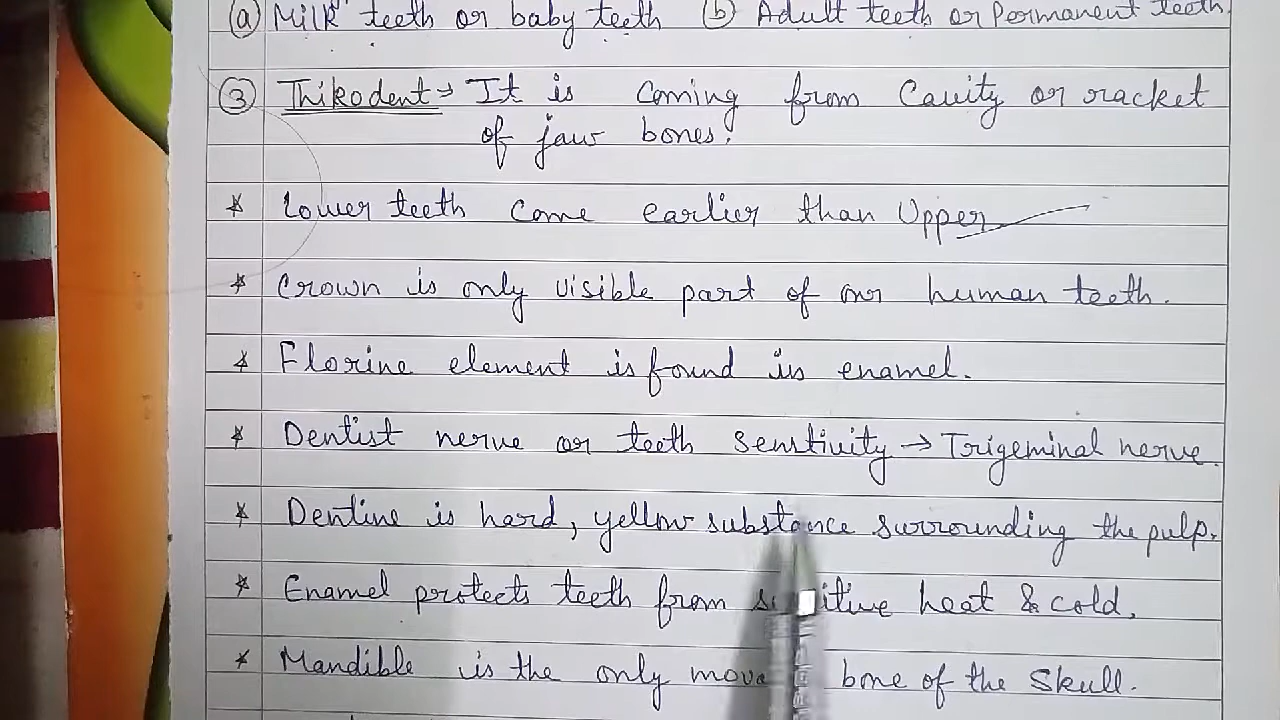 (a) Milk teeth or baby teeth (b) Adult teeth or Permanent teeth
(3) Thikodent → It is coming from Cavity or racket
of jaw bones.
* Lower teeth come earlier than Upper
* Crown is only visible part of our human teeth.
* Florine element is found in enamel.
* Dentist nerve or teeth senstivity → Trigeminal nerve.
* Dentine is hard, yellow substance surrounding the pulp.
* Enamel protects teeth from heat & cold.
* Mandible is the only bone of the Skull.